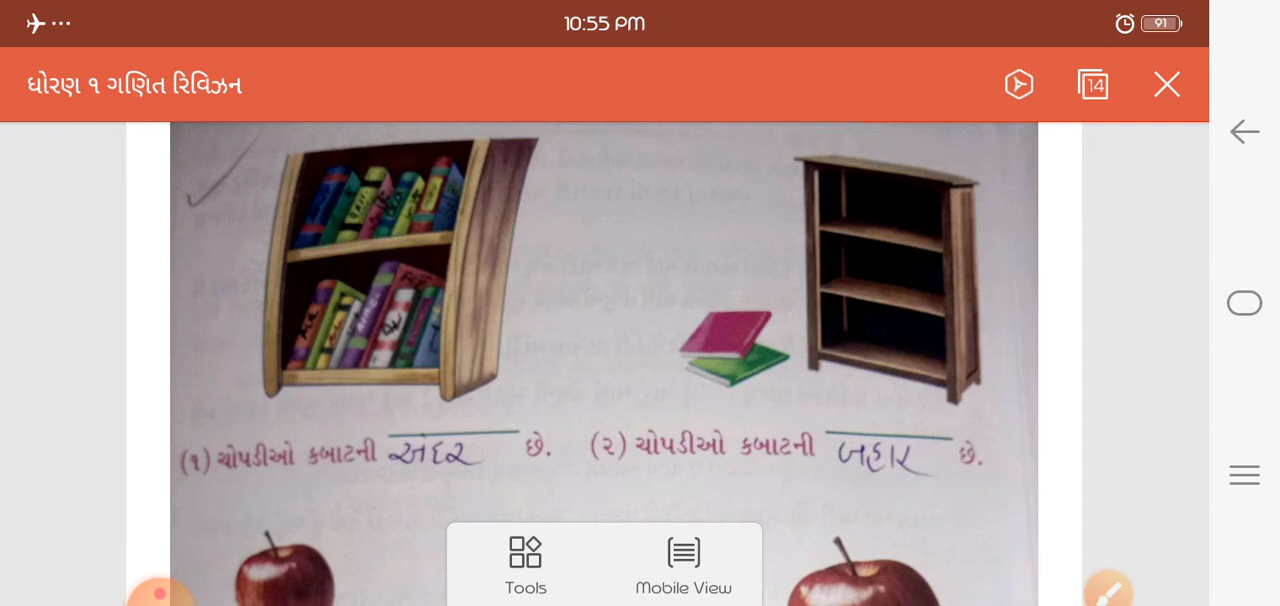 10:55 PM
91
ધોરણ ૧ ગણિત રિવિઝન
14
(૧) ચોપડીઓ કબાટની અંદર છે. (૨) ચોપડીઓ કબાટની બહાર છે.
Tools
Mobile View